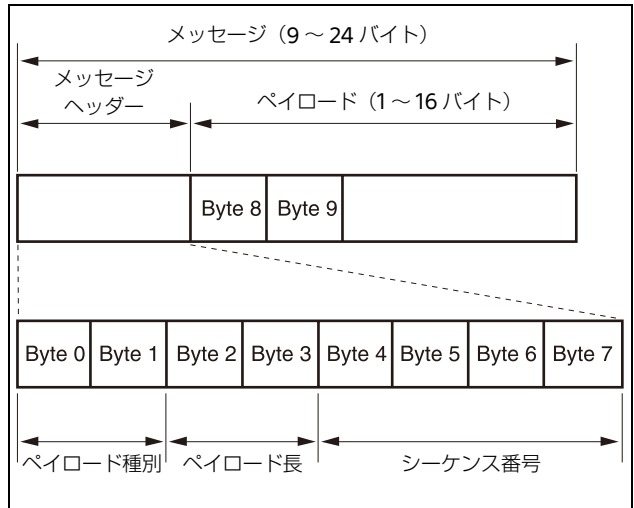 メッセージ（9 ～ 24 バイト）
メッセージ
ヘッダー
ペイロード（1 ～ 16 バイト）
Byte 8 Byte 9
Byte 0 Byte 1 Byte 2 Byte 3 Byte 4 Byte 5 Byte 6 Byte 7
ペイロード種別 ペイロード長 シーケンス番号